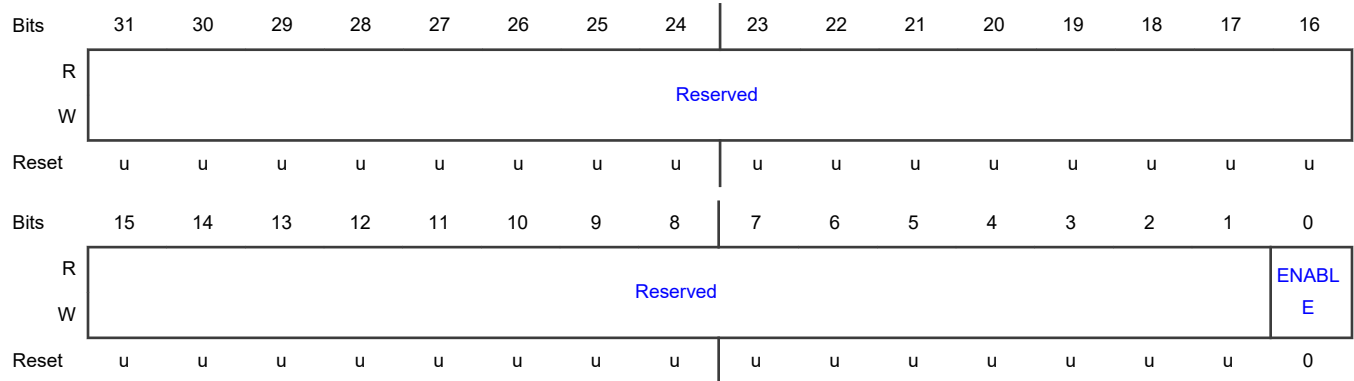 Bits 31 30 29 28 27 26 25 24 23 22 21 20 19 18 17 16
R
Reserved
W
Reset u u u u u u u u u u u u u u u u
Bits 15 14 13 12 11 10 9 8 7 6 5 4 3 2 1 0
R
Reserved ENABL
W E
Reset u u u u u u u u u u u u u u u 0